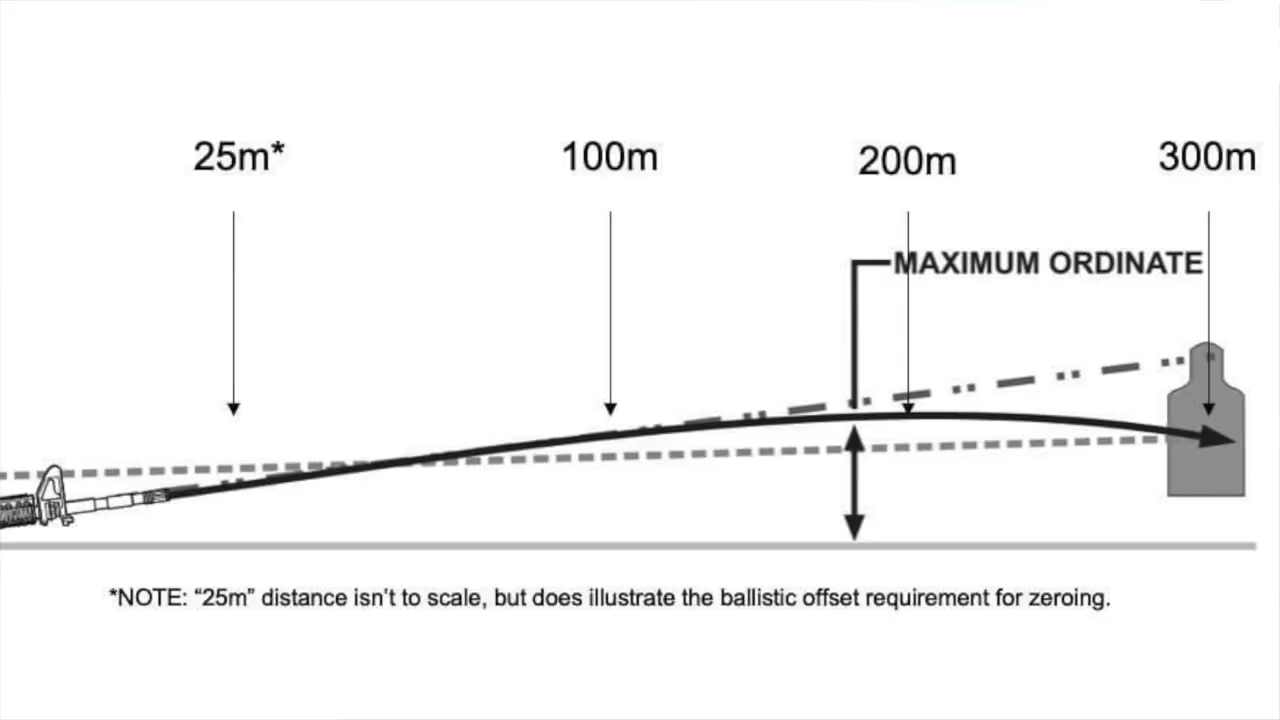 25m*
100m
200m
300m
MAXIMUM ORDINATE
*NOTE: “25m” distance isn’t to scale, but does illustrate the ballistic offset requirement for zeroing.